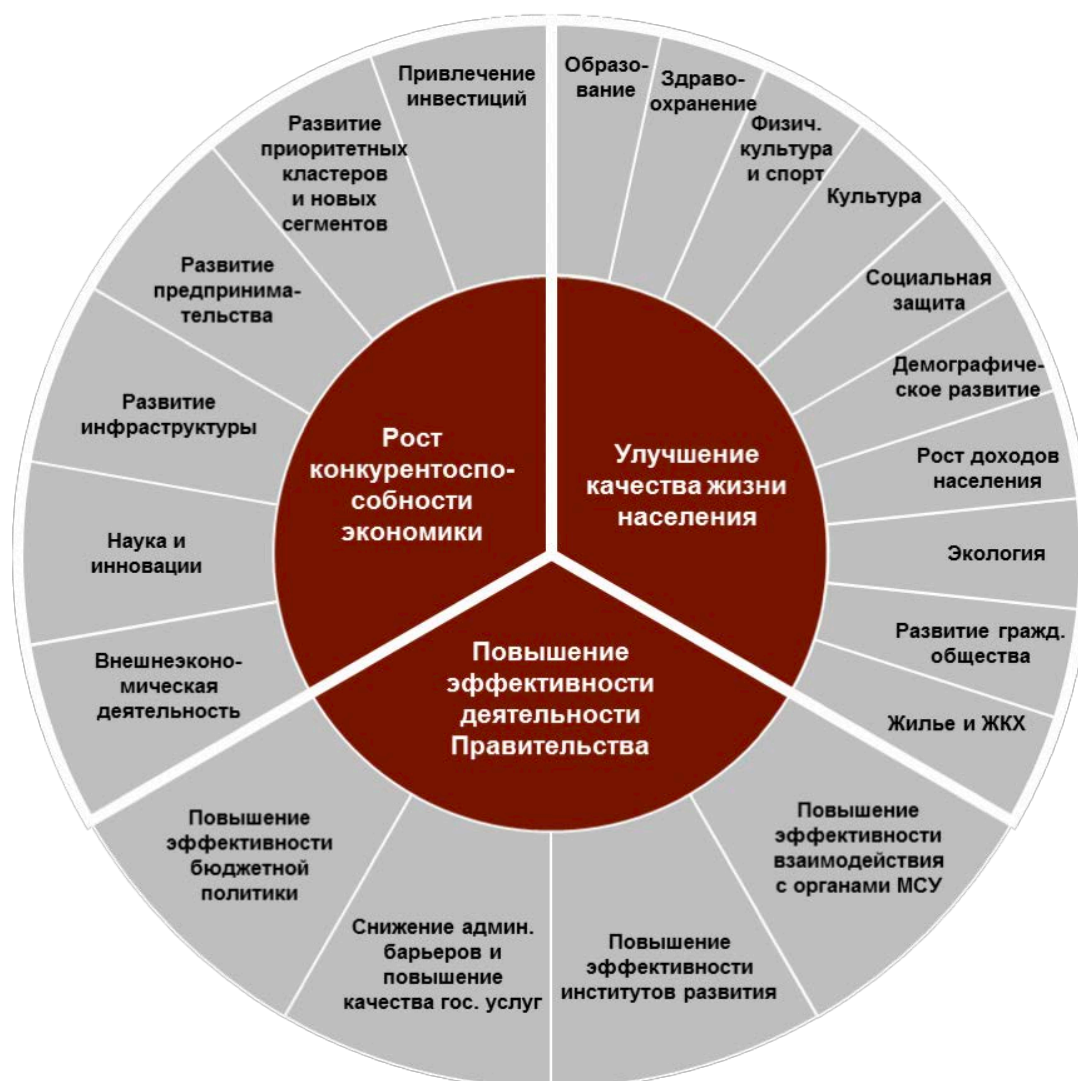 Привлечение
инвестиций
Развитие
приоритетных
кластеров
и новых
сегментов
Развитие
предпринима-
тельства
Развитие
инфраструктуры
Наука и
инновации
Внешнеэконо-
мическая
деятельность
Рост
конкурентоспо-
собности
экономики
Образо-
вание
Здраво-
охранение
Физич.
культура
и спорт
Культура
Социальная
защита
Демографиче-
ское развитие
Рост доходов
населения
Экология
Развитие гражд.
общества
Жилье и ЖКХ
Улучшение
качества жизни
населения
Повышение
эффективности
деятельности
Правительства
Повышение
эффективности
бюджетной
политики
Снижение админ.
барьеров и
повышение
качества гос. услуг
Повышение
эффективности
институтов развития
Повышение
эффективности
взаимодействия
с органами МСУ